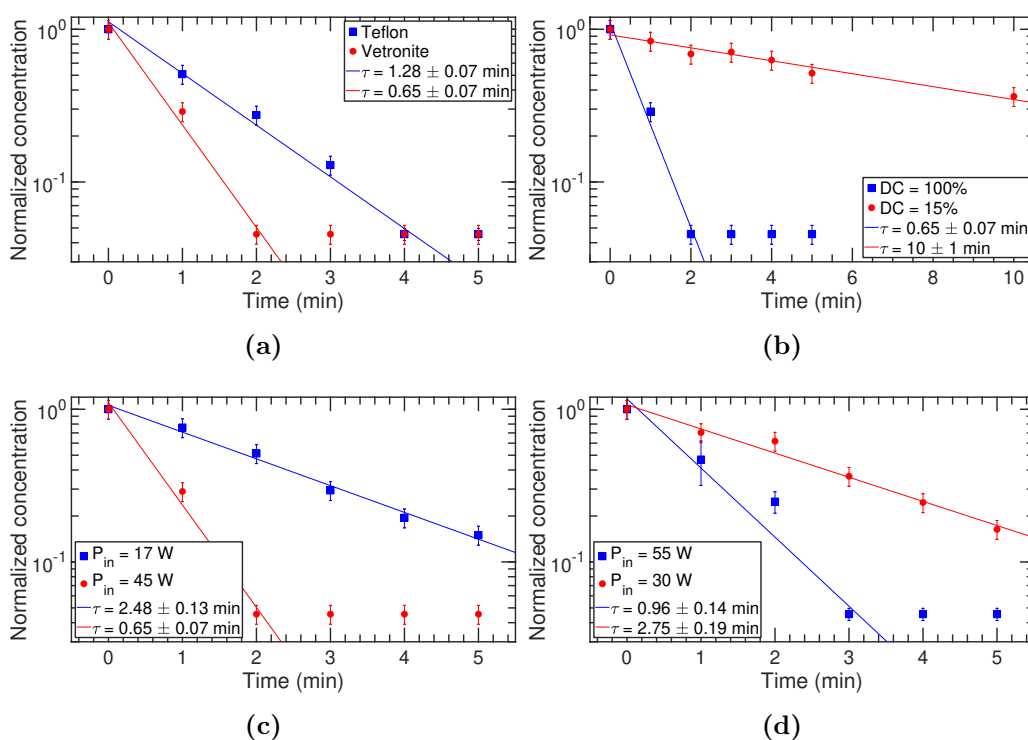 10^0
10^-1
Normalized concentration
Teflon
Vetronite
τ = 1.28 ± 0.07 min
τ = 0.65 ± 0.07 min
0 1 2 3 4 5
Time (min)
(a)
10^0
10^-1
Normalized concentration
DC = 100%
DC = 15%
τ = 0.65 ± 0.07 min
τ = 10 ± 1 min
0 2 4 6 8 10
Time (min)
(b)
10^0
10^-1
Normalized concentration
P_in = 17 W
P_in = 45 W
τ = 2.48 ± 0.13 min
τ = 0.65 ± 0.07 min
0 1 2 3 4 5
Time (min)
(c)
10^0
10^-1
Normalized concentration
P_in = 55 W
P_in = 30 W
τ = 0.96 ± 0.14 min
τ = 2.75 ± 0.19 min
0 1 2 3 4 5
Time (min)
(d)